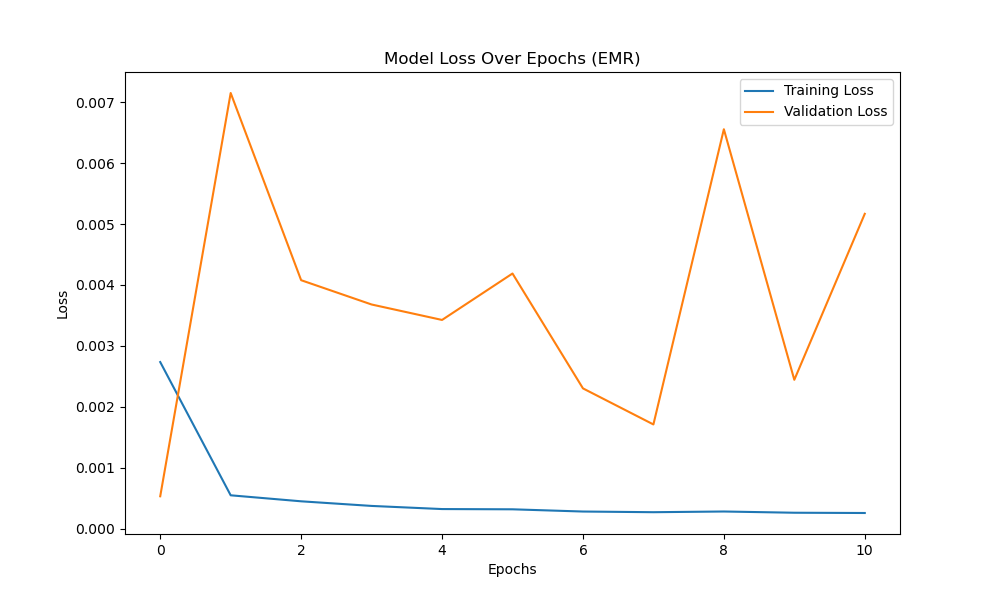 Model Loss Over Epochs (EMR)
Training Loss
Validation Loss
0.007
0.006
0.005
0.004
0.003
0.002
0.001
0.000
Loss
0 2 4 6 8 10
Epochs